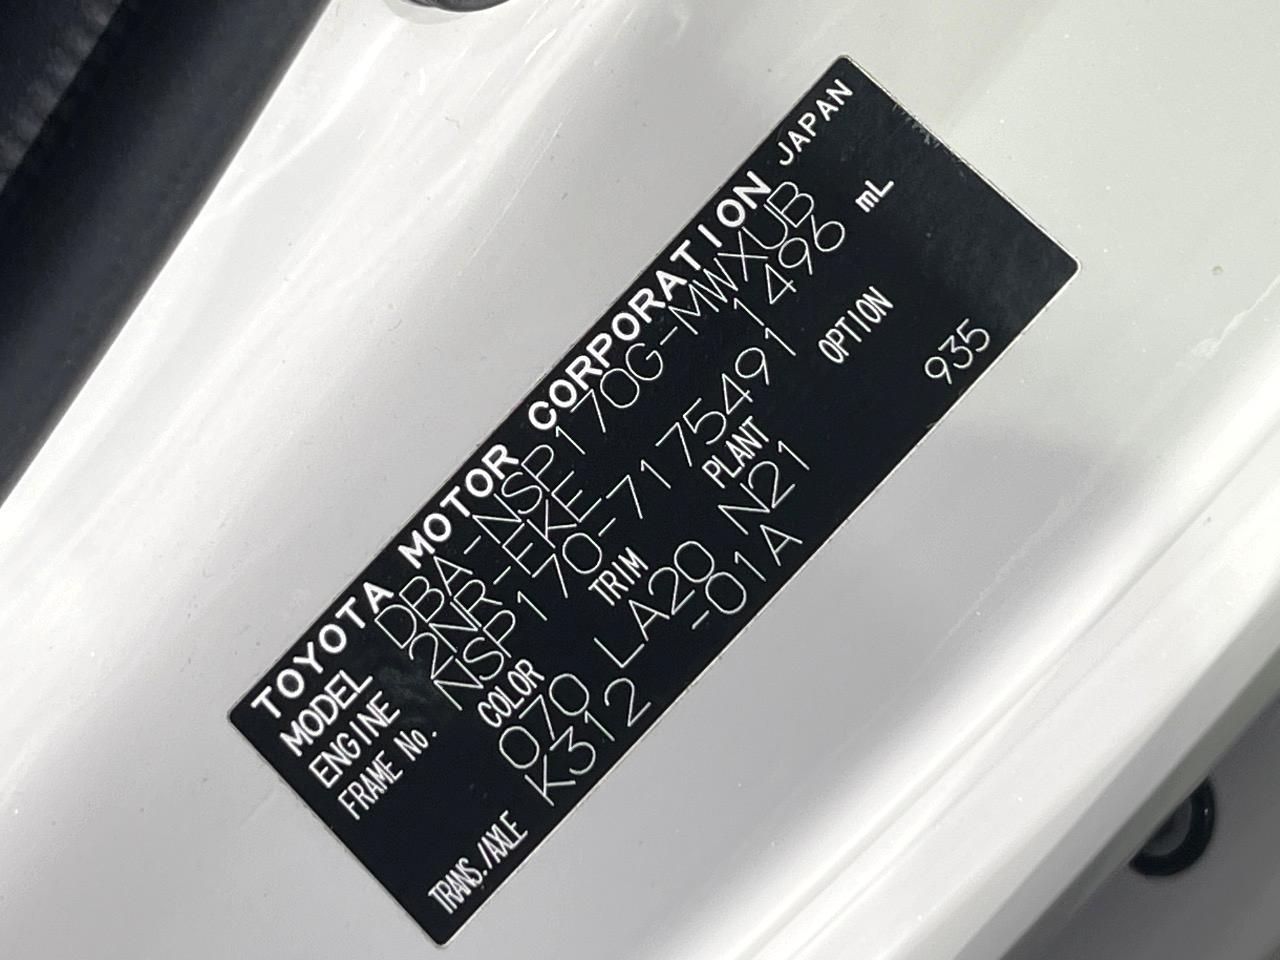 TOYOTA MOTOR CORPORATION JAPAN
MODEL DBA-NSP170G-MWXUB
ENGINE 2NR-FKE 1496 mL
FRAME No. NSP170-7175491
COLOR TRIM PLANT OPTION
070 LA20 N21 935
TRANS./AXLE K312 -01A